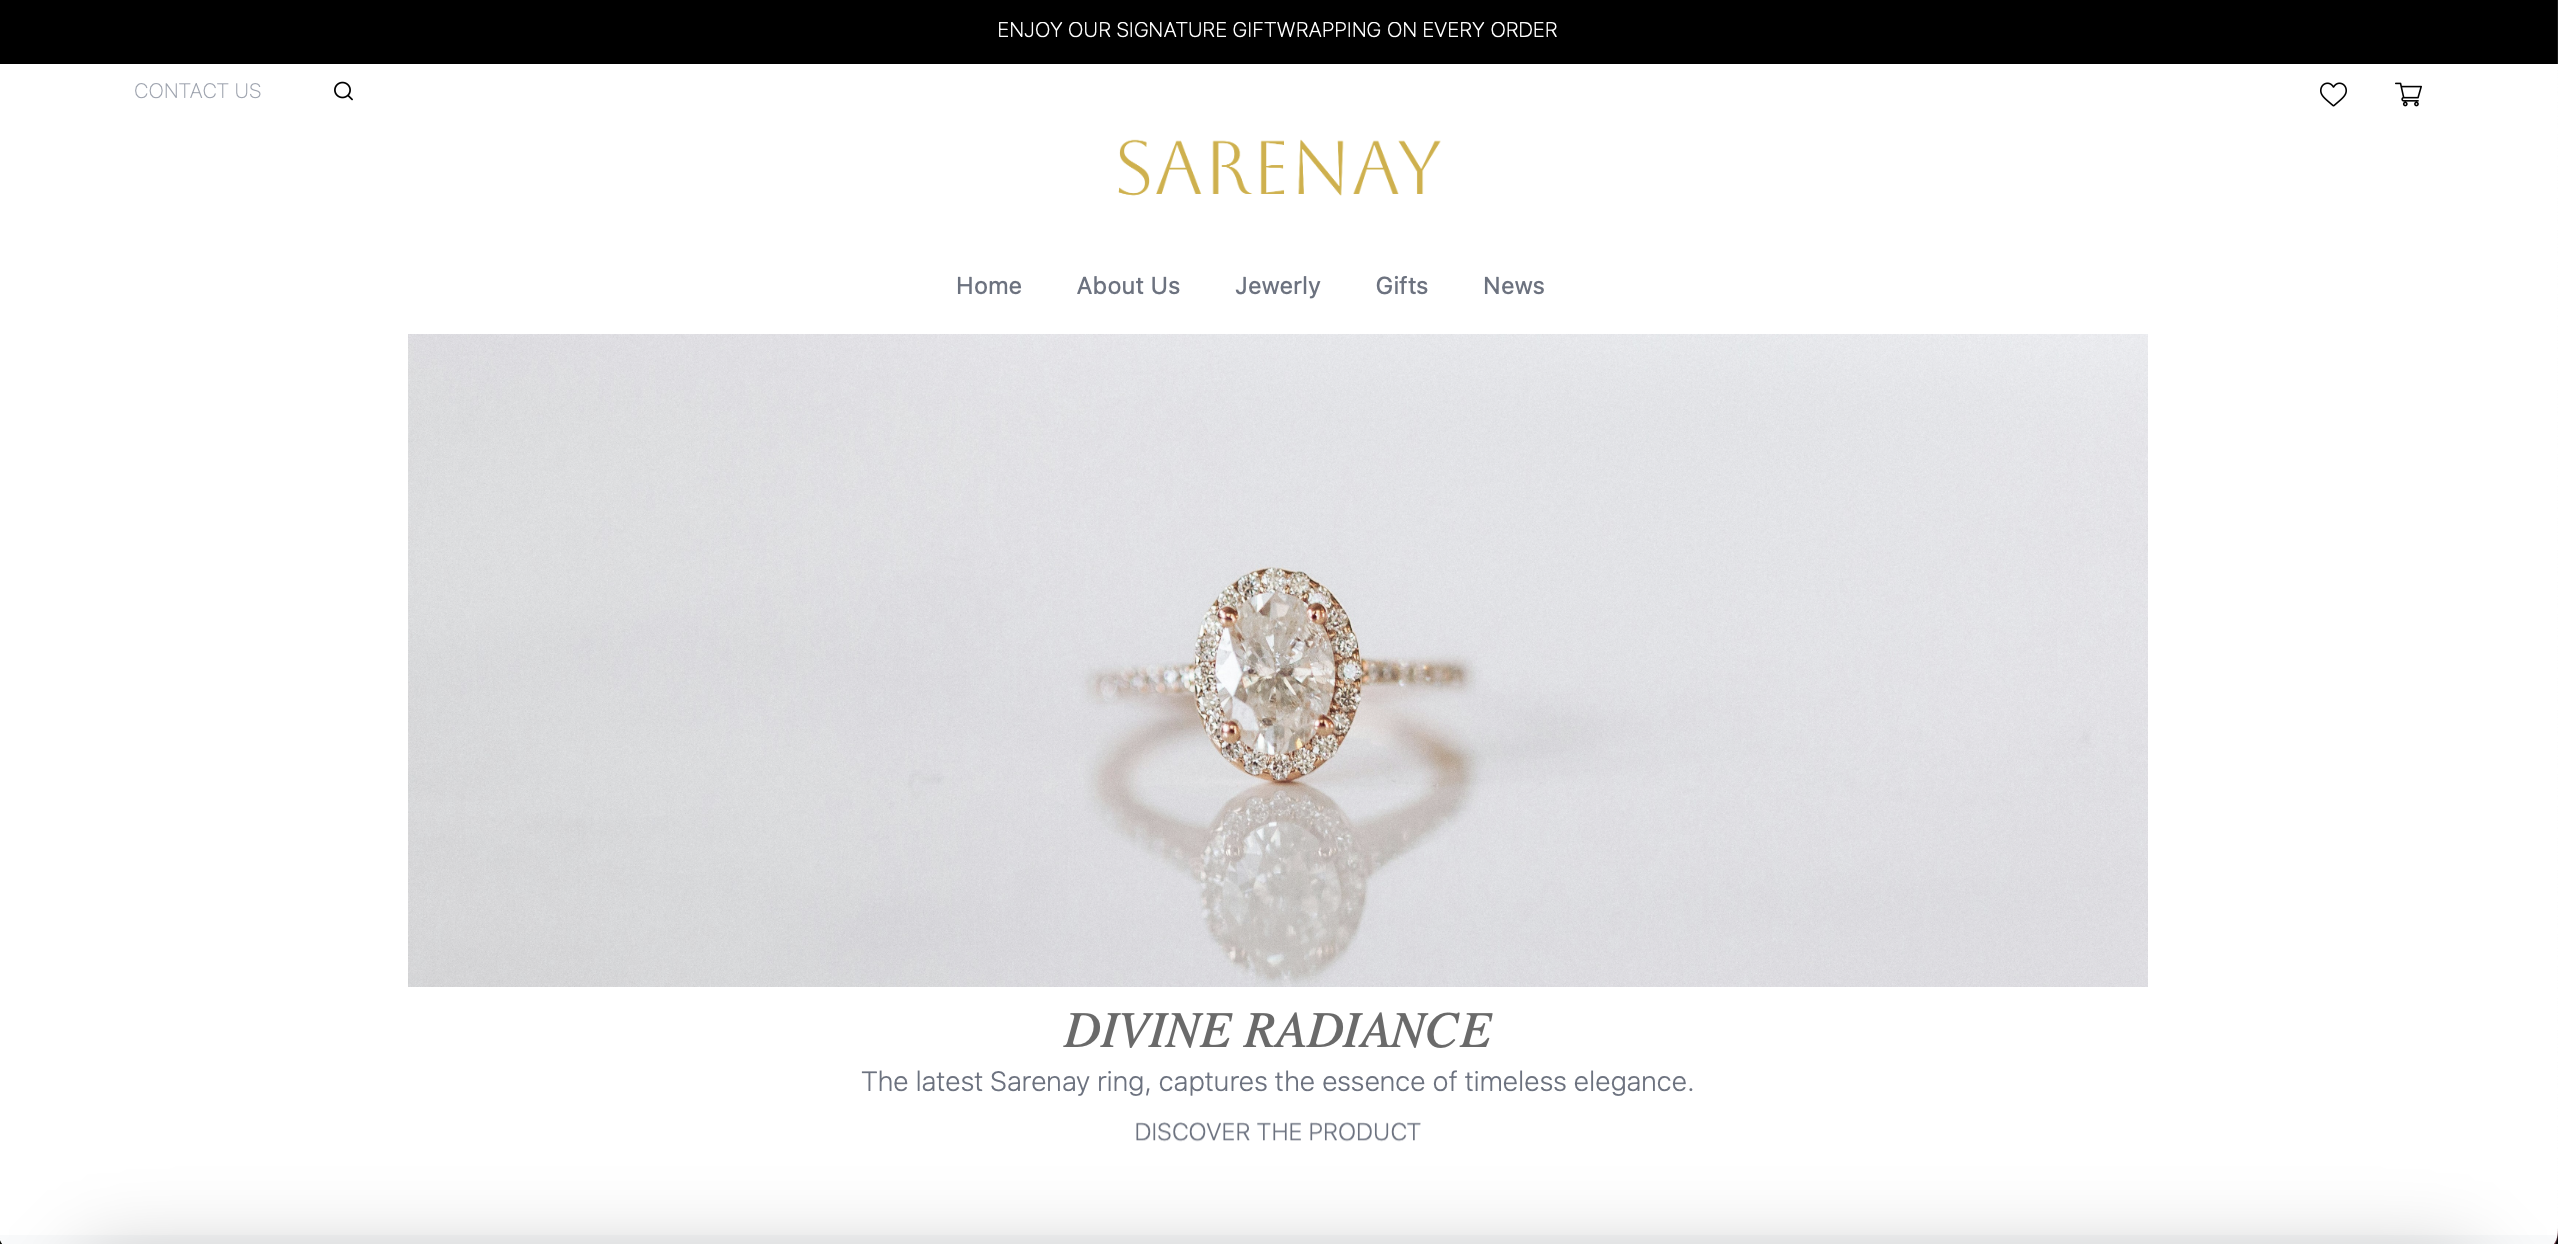 ENJOY OUR SIGNATURE GIFTWRAPPING ON EVERY ORDER
CONTACT US
SARENAY
Home About Us Jewerly Gifts News
DIVINE RADIANCE
The latest Sarenay ring, captures the essence of timeless elegance.
DISCOVER THE PRODUCT